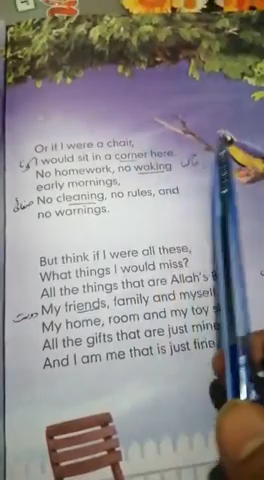 Or if I were a chair,
I would sit in a corner here.
No homework, no waking
early mornings,
No cleaning, no rules, and
no warnings.
But think if I were all these,
What things I would miss?
All the things that are Allah's
My friends, family and myself
My home, room and my toy
All the gifts that are just mine
And I am me that is just fine
صفائی
دوست